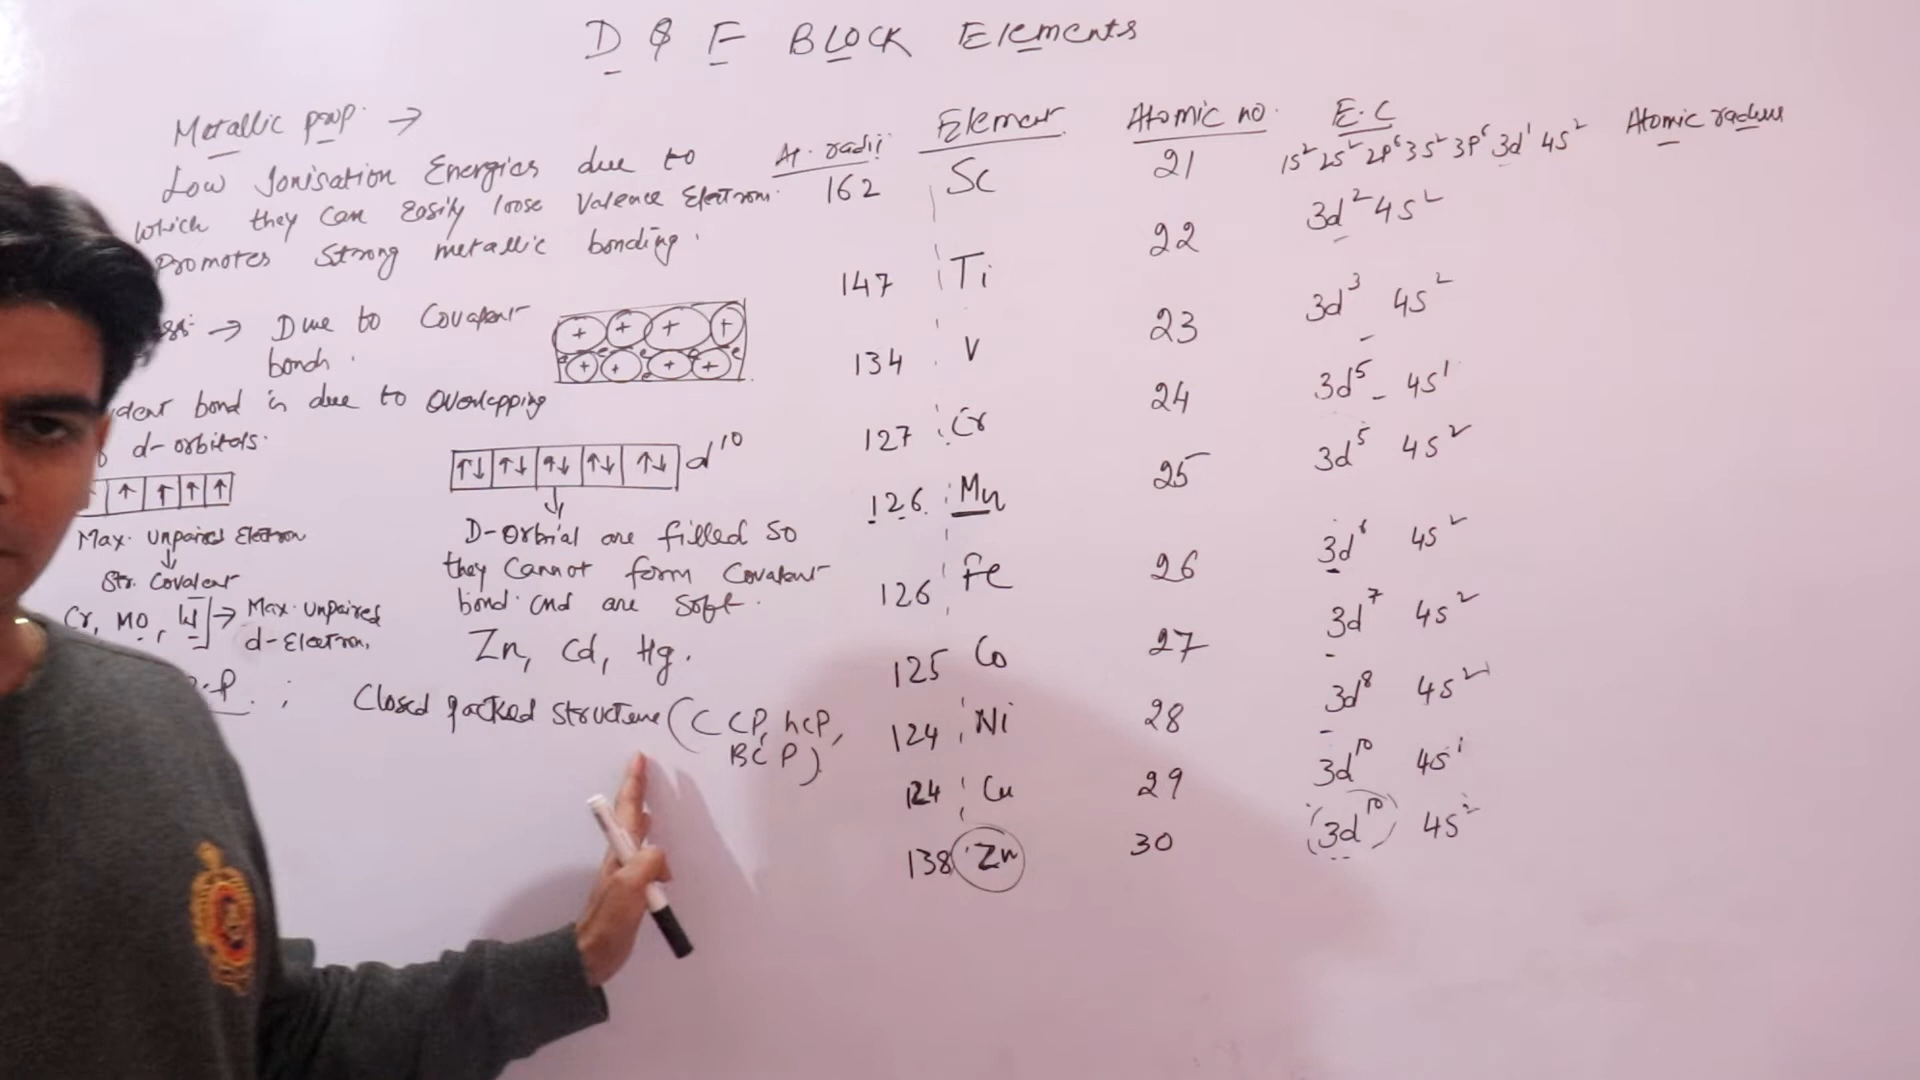 D & F BLOCK Elements
Metallic prop. →
Low Ionisation Energies due to
which they can easily loose Valence Electron.
Promotes Strong metallic bonding.
→ Due to Covalent
bond.
bond is due to Overlapping
d-orbitals.
↑ ↑ ↑ ↑
Max. Unpaired Electron
↓
Str. Covalent
Cr, MO, W] → Max. Unpaired
d-Electron,
+ + + +
e e e e e
+ + + +
↑↓ ↑↓ ↑↓ ↑↓ ↑↓ d¹⁰
↓
D-Orbial are filled so
they cannot form Covalent
bond and are soft.
Zn, Cd, Hg.
.P. ; Closed packed structure (CCP, hcp,
BCP)
At. radii Element Atomic no. E.C Atomic radius
162 Sc 21 1S² 2S² 2P⁶ 3S² 3P⁶ 3d¹ 4S²
147 Ti 22 3d² 4S²
134 V 23 3d³ 4S²
127 Cr 24 3d⁵ 4S¹
126 Mn 25 3d⁵ 4S²
126 Fe 26 3d⁶ 4S²
125 Co 27 3d⁷ 4S²
124 Ni 28 3d⁸ 4S²
124 Cu 29 3d¹⁰ 4S¹
138 Zn 30 (3d¹⁰) 4S²